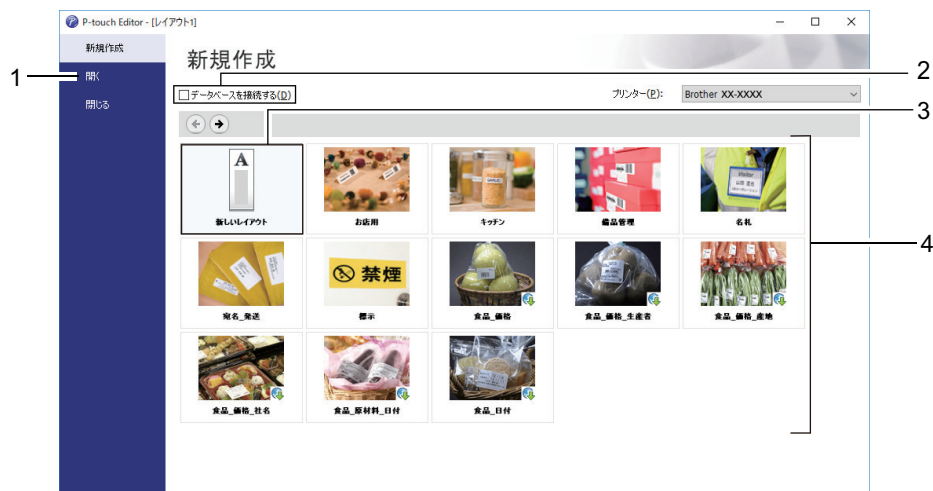 P-touch Editor - [レイアウト1]
新規作成
開く
閉じる
新規作成
データベースを接続する(D)
プリンター(P):
Brother XX-XXXX
1
2
3
4
A
新しいレイアウト
お店用
キッチン
備品管理
Visitor
名札
宛名_発送
禁煙
標示
食品_価格
食品_価格_生産者
食品_価格_産地
食品_価格_社名
食品_原材料_日付
食品_日付